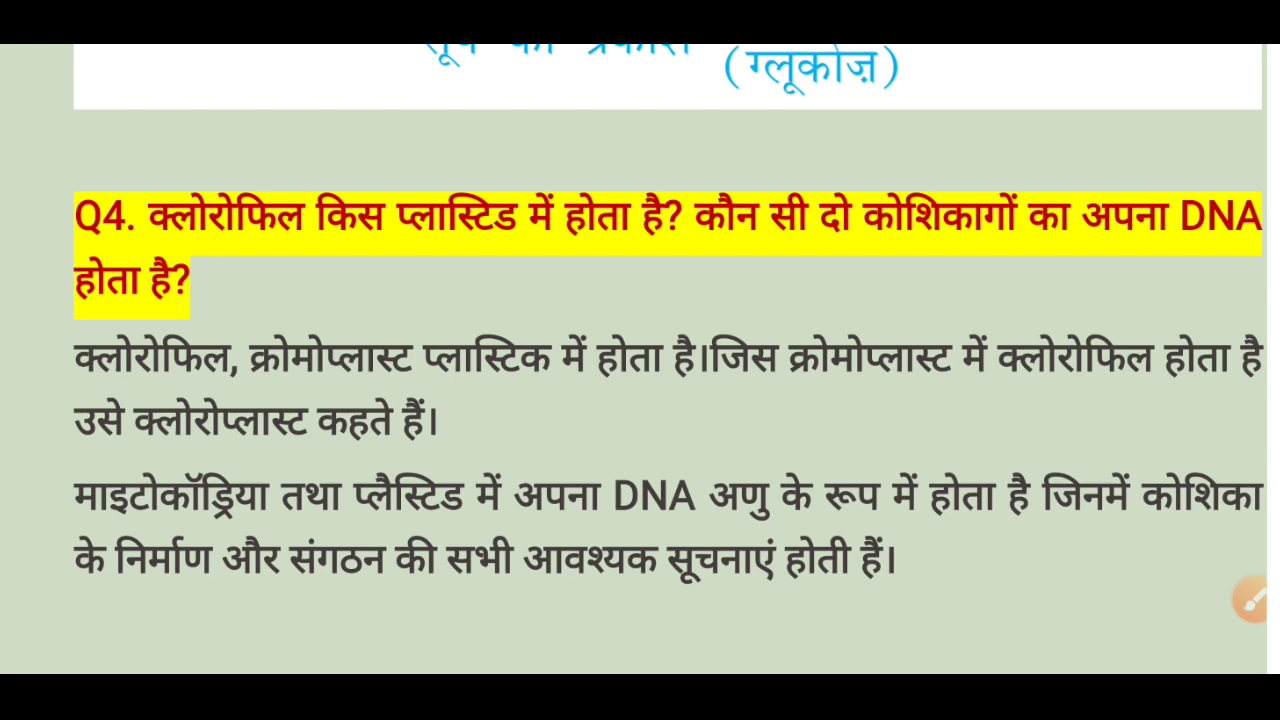 (ग्लूकोज़)
Q4. क्लोरोफिल किस प्लास्टिड में होता है? कौन सी दो कोशिकागों का अपना DNA
होता है?
क्लोरोफिल, क्रोमोप्लास्ट प्लास्टिक में होता है।जिस क्रोमोप्लास्ट में क्लोरोफिल होता है
उसे क्लोरोप्लास्ट कहते हैं।
माइटोकॉड्रिया तथा प्लैस्टिड में अपना DNA अणु के रूप में होता है जिनमें कोशिका
के निर्माण और संगठन की सभी आवश्यक सूचनाएं होती हैं।